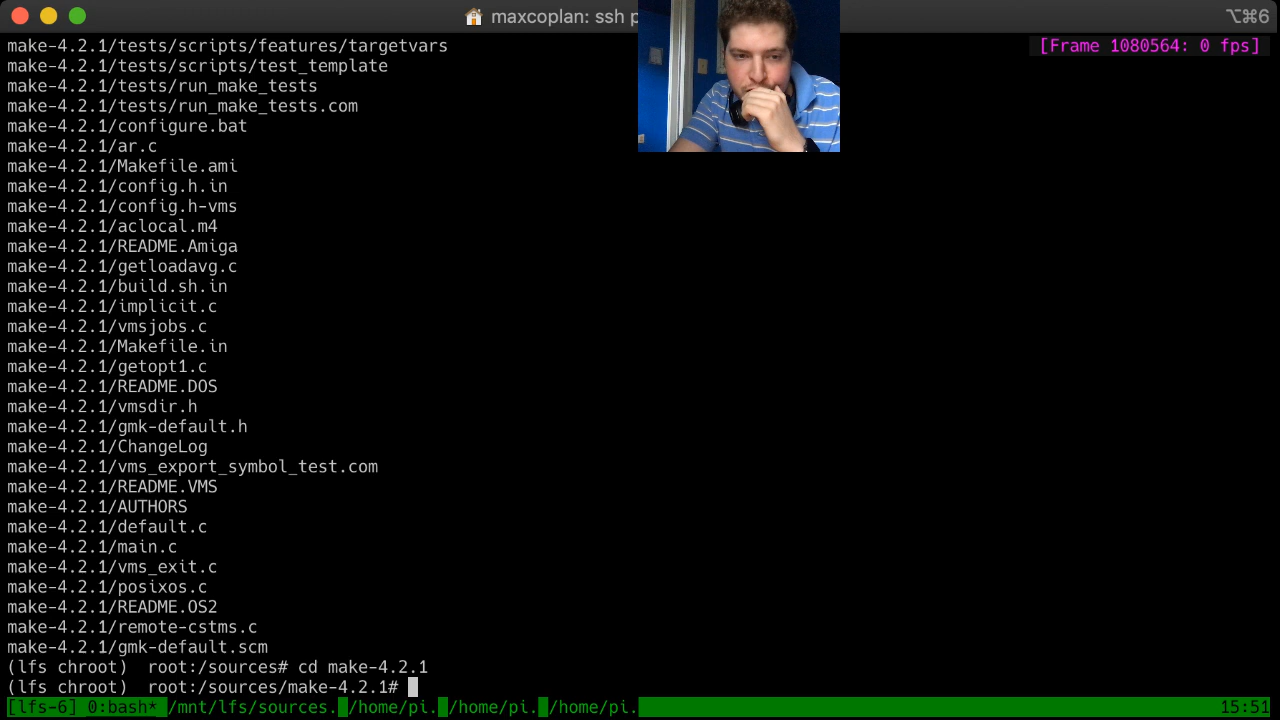 maxcoplan: ssh p
⌥⌘6
make-4.2.1/tests/scripts/features/targetvars
[Frame 1080564: 0 fps]
make-4.2.1/tests/scripts/test_template
make-4.2.1/tests/run_make_tests
make-4.2.1/tests/run_make_tests.com
make-4.2.1/configure.bat
make-4.2.1/ar.c
make-4.2.1/Makefile.ami
make-4.2.1/config.h.in
make-4.2.1/config.h-vms
make-4.2.1/aclocal.m4
make-4.2.1/README.Amiga
make-4.2.1/getloadavg.c
make-4.2.1/build.sh.in
make-4.2.1/implicit.c
make-4.2.1/vmsjobs.c
make-4.2.1/Makefile.in
make-4.2.1/getopt1.c
make-4.2.1/README.DOS
make-4.2.1/vmsdir.h
make-4.2.1/gmk-default.h
make-4.2.1/ChangeLog
make-4.2.1/vms_export_symbol_test.com
make-4.2.1/README.VMS
make-4.2.1/AUTHORS
make-4.2.1/default.c
make-4.2.1/main.c
make-4.2.1/vms_exit.c
make-4.2.1/posixos.c
make-4.2.1/README.OS2
make-4.2.1/remote-cstms.c
make-4.2.1/gmk-default.scm
(lfs chroot)  root:/sources# cd make-4.2.1
(lfs chroot)  root:/sources/make-4.2.1#
[lfs-6] 0:bash* /mnt/lfs/sources. /home/pi. /home/pi. /home/pi. 15:51